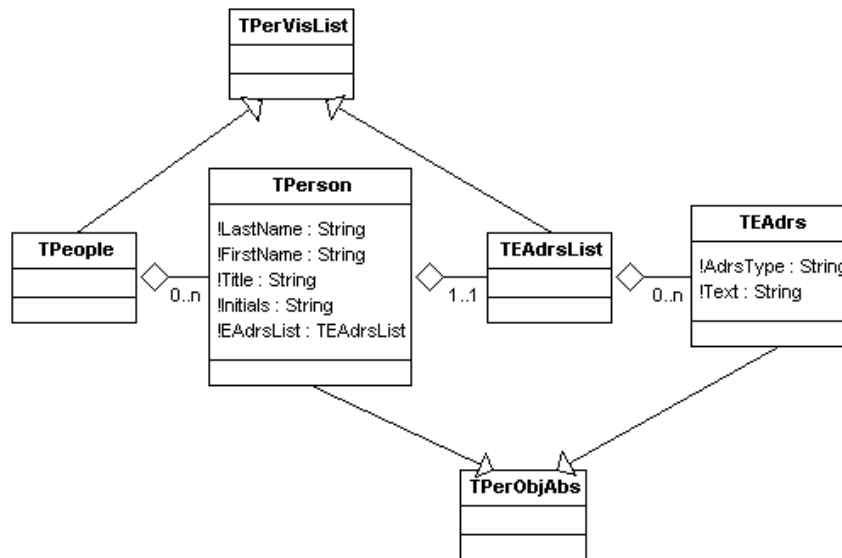 TPerVisList
TPerson
!LastName : String
!FirstName : String
!Title : String
!Initials : String
!EAdrsList : TEAdrsList
TPeople
0..n
1..1
TEAdrsList
0..n
TEAdrs
!AdrsType : String
!Text : String
TPerObjAbs